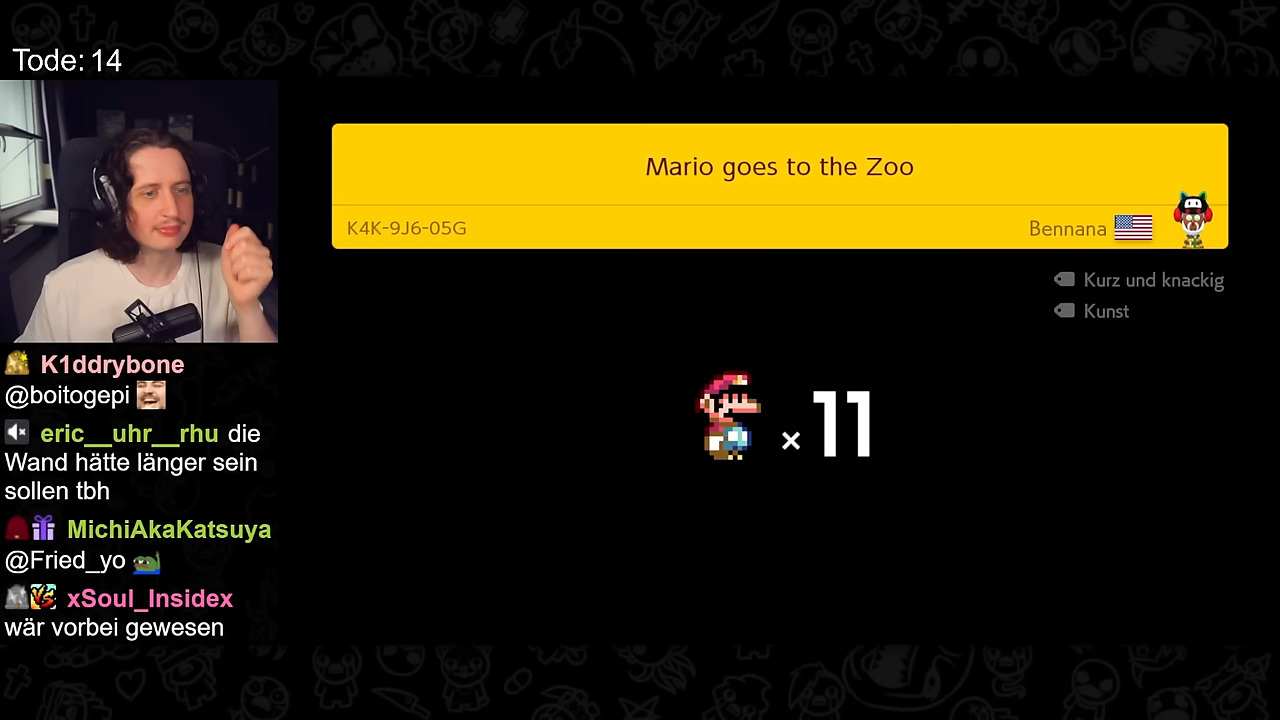 Tode: 14
Mario goes to the Zoo
K4K-9J6-05G
Bennana
Kurz und knackig
Kunst
× 11
K1ddrybone
@boitogepi
eric__uhr__rhu die
Wand hätte länger sein
sollen tbh
MichiAkaKatsuya
@Fried_yo
xSoul_Insidex
wär vorbei gewesen